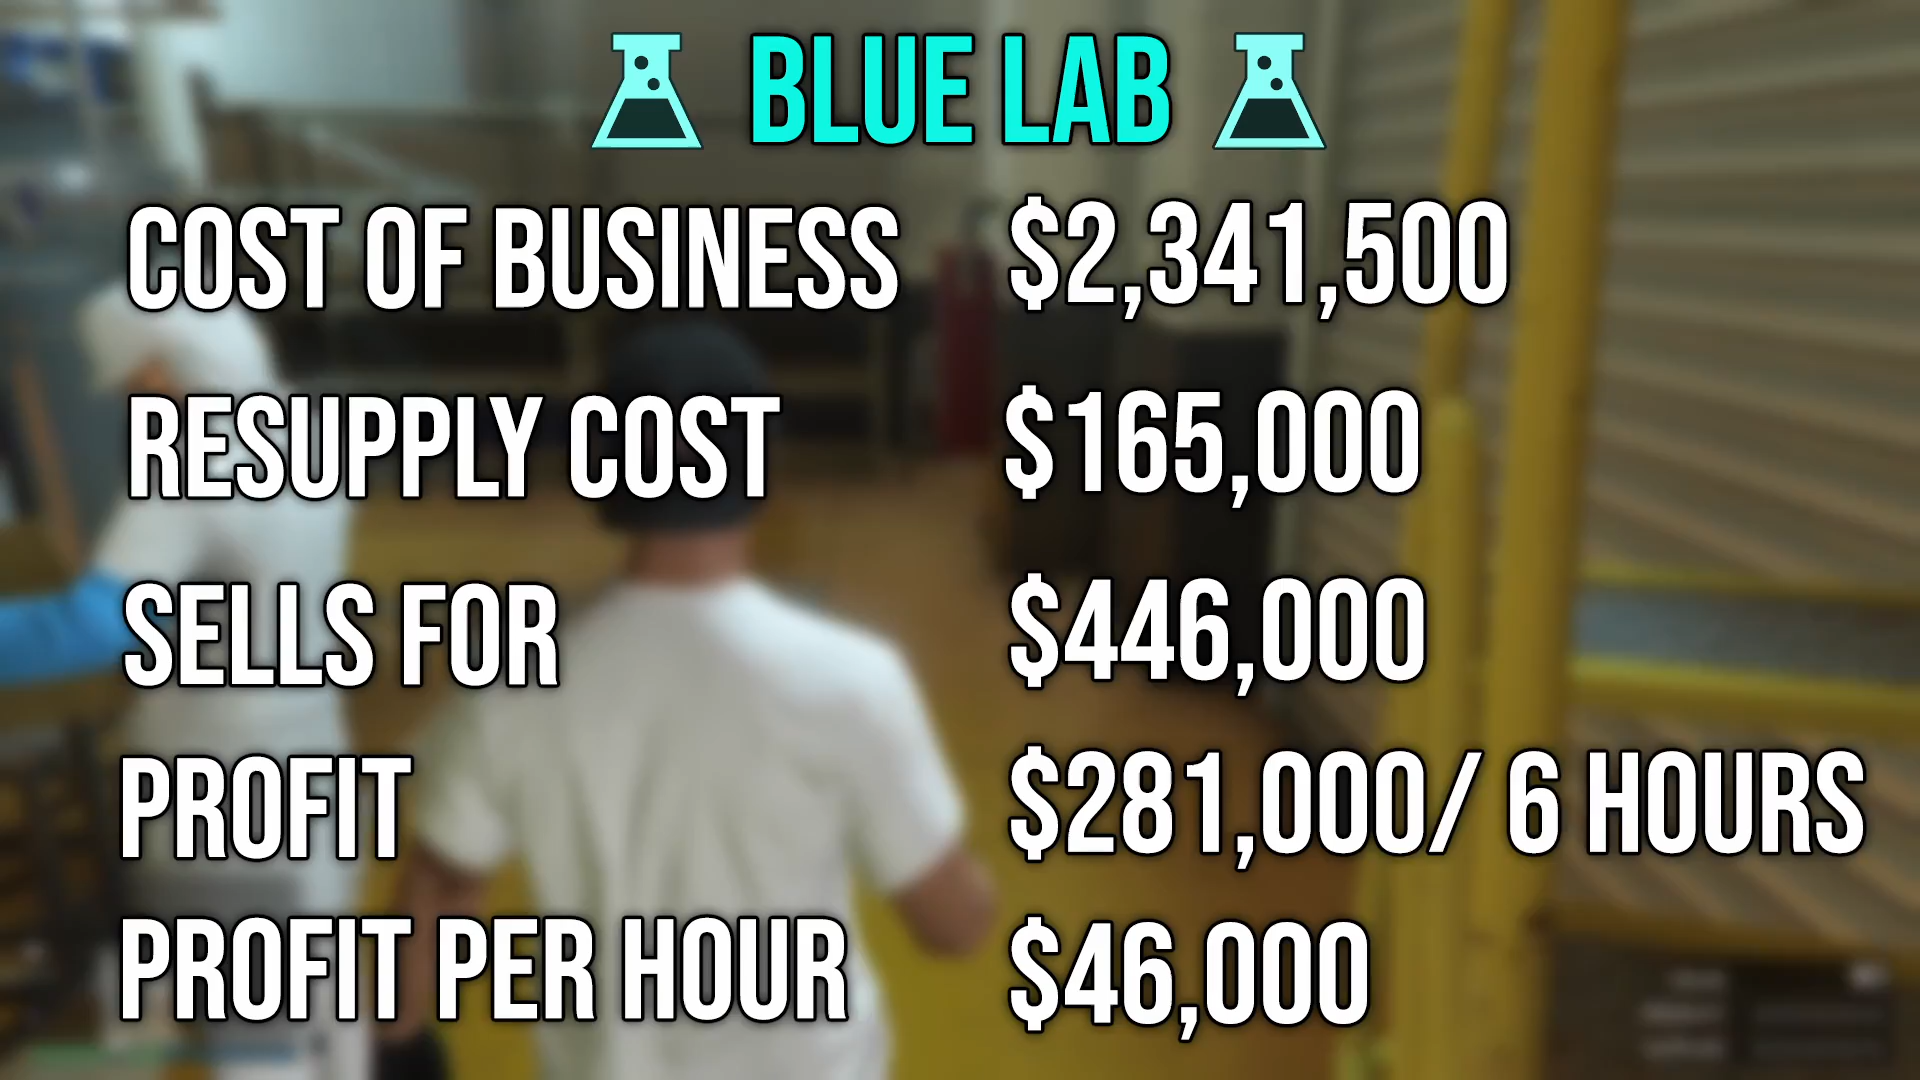 BLUE LAB
COST OF BUSINESS $2,341,500
RESUPPLY COST $165,000
SELLS FOR $446,000
PROFIT $281,000/ 6 HOURS
PROFIT PER HOUR $46,000